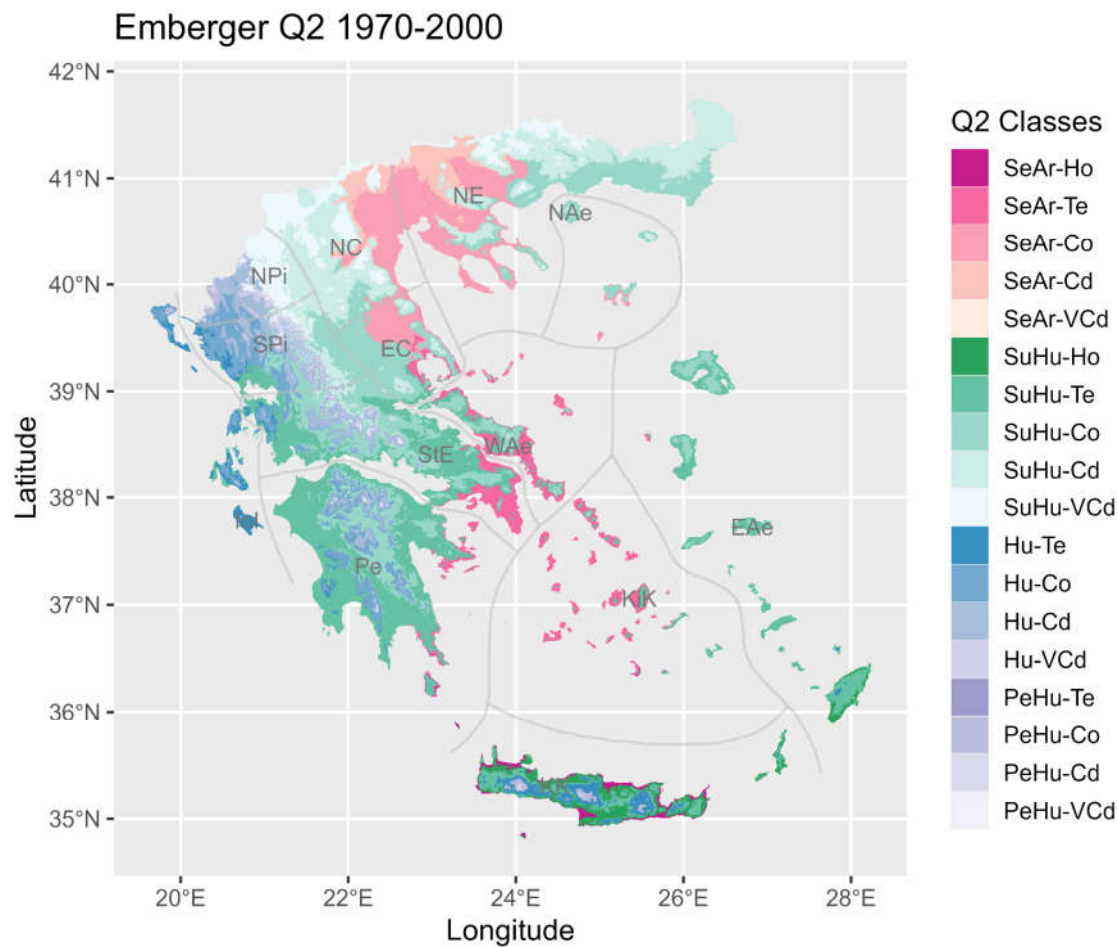 Emberger Q2 1970-2000
42°N
41°N
40°N
39°N
38°N
37°N
36°N
35°N
Latitude
NE
NAe
NC
NPi
SPi
EC
WAe
StE
IoI
EAe
Pe
KiK
20°E
22°E
24°E
26°E
28°E
Longitude
Q2 Classes
SeAr-Ho
SeAr-Te
SeAr-Co
SeAr-Cd
SeAr-VCd
SuHu-Ho
SuHu-Te
SuHu-Co
SuHu-Cd
SuHu-VCd
Hu-Te
Hu-Co
Hu-Cd
Hu-VCd
PeHu-Te
PeHu-Co
PeHu-Cd
PeHu-VCd